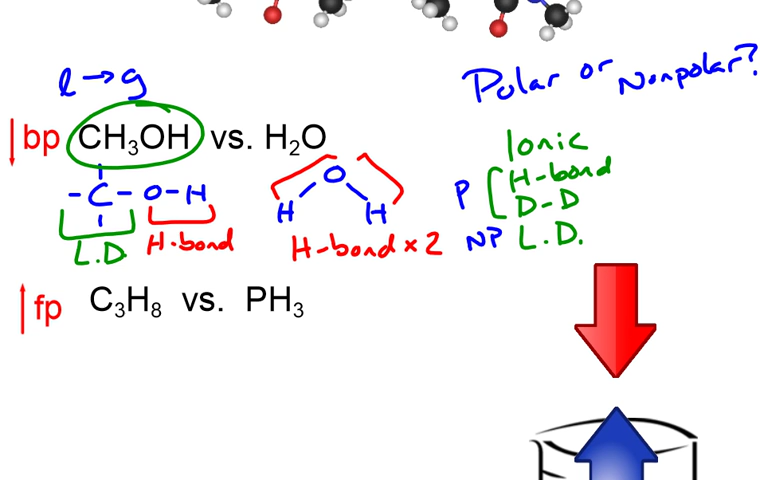 l → g
Polar or Nonpolar?
↓bp CH₃OH vs. H₂O
Ionic
H-bond
P
D-D
NP L.D.
-C-O-H
O
H H
L.D. H-bond
H-bond x 2
↑fp C₃H₈ vs. PH₃